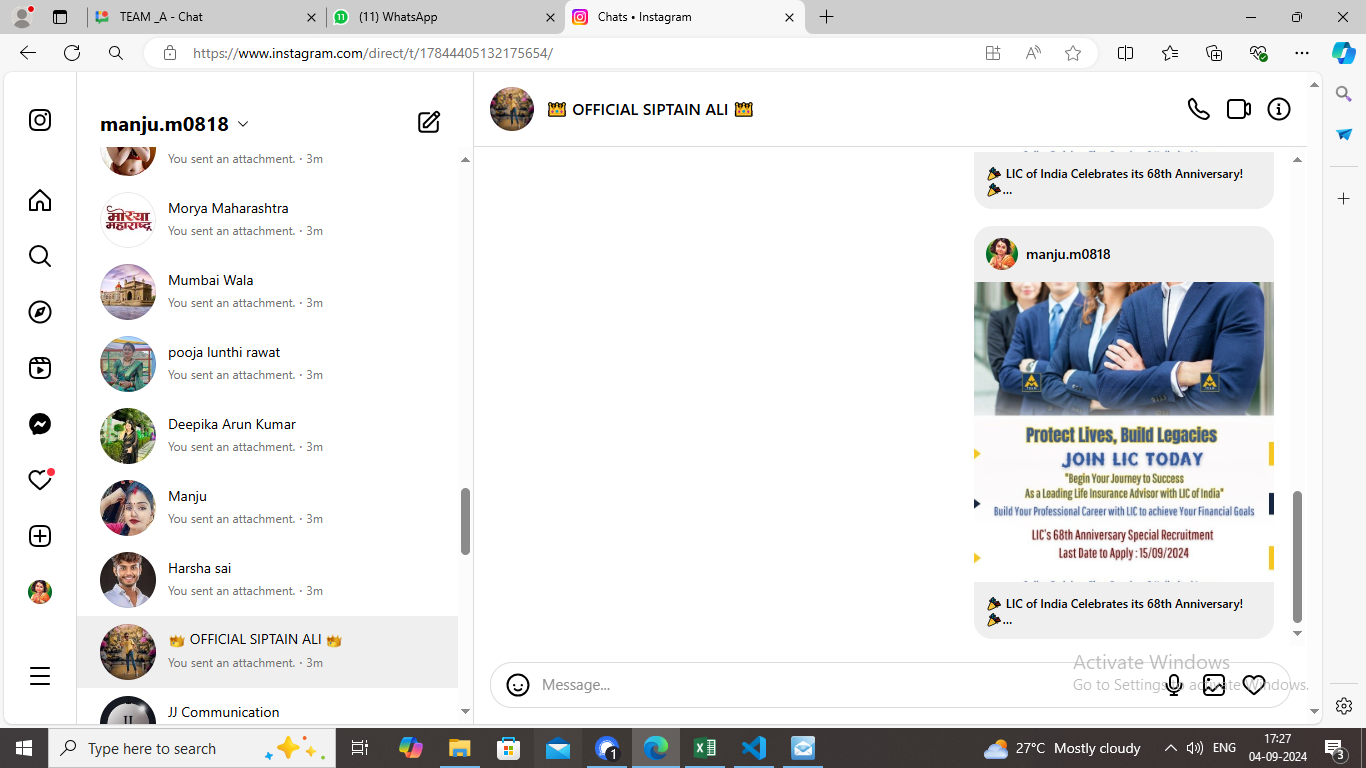 TEAM _A - Chat
(11) WhatsApp
Chats • Instagram
https://www.instagram.com/direct/t/17844405132175654/
manju.m0818
You sent an attachment. · 3m
मोरया
महाराष्ट्र
Morya Maharashtra
You sent an attachment. · 3m
Mumbai Wala
You sent an attachment. · 3m
pooja lunthi rawat
You sent an attachment. · 3m
Deepika Arun Kumar
You sent an attachment. · 3m
Manju
You sent an attachment. · 3m
Harsha sai
You sent an attachment. · 3m
👑 OFFICIAL SIPTAIN ALI 👑
You sent an attachment. · 3m
JJ
JJ Communication
👑 OFFICIAL SIPTAIN ALI 👑
🎉 LIC of India Celebrates its 68th Anniversary!
🎉...
manju.m0818
TEAM
TEAM
Protect Lives, Build Legacies
JOIN LIC TODAY
"Begin Your Journey to Success
As a Leading Life Insurance Advisor with LIC of India"
Build Your Professional Career with LIC to achieve Your Financial Goals
LIC's 68th Anniversary Special Recruitment
Last Date to Apply : 15/09/2024
🎉 LIC of India Celebrates its 68th Anniversary!
🎉...
Message...
Activate Windows
Go to Settings to activate Windows.
Type here to search
1
27°C Mostly cloudy
ENG
17:27
04-09-2024
3